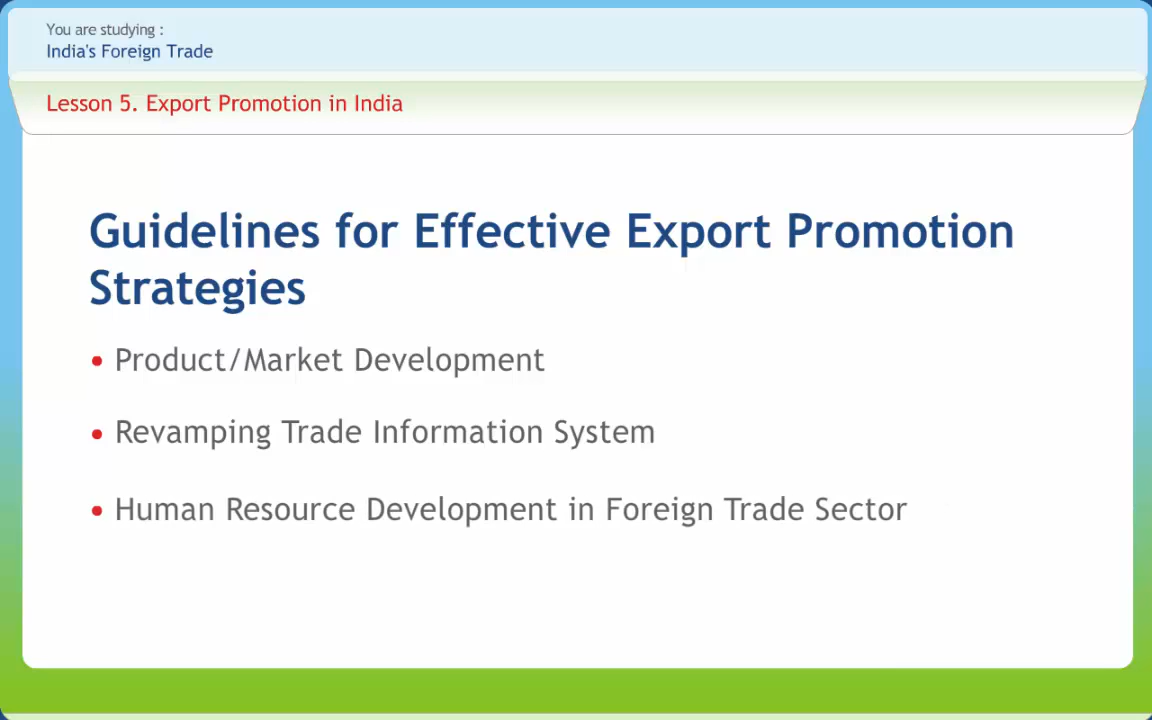 You are studying :
India's Foreign Trade
Lesson 5. Export Promotion in India
Guidelines for Effective Export Promotion
Strategies
• Product/Market Development
• Revamping Trade Information System
• Human Resource Development in Foreign Trade Sector